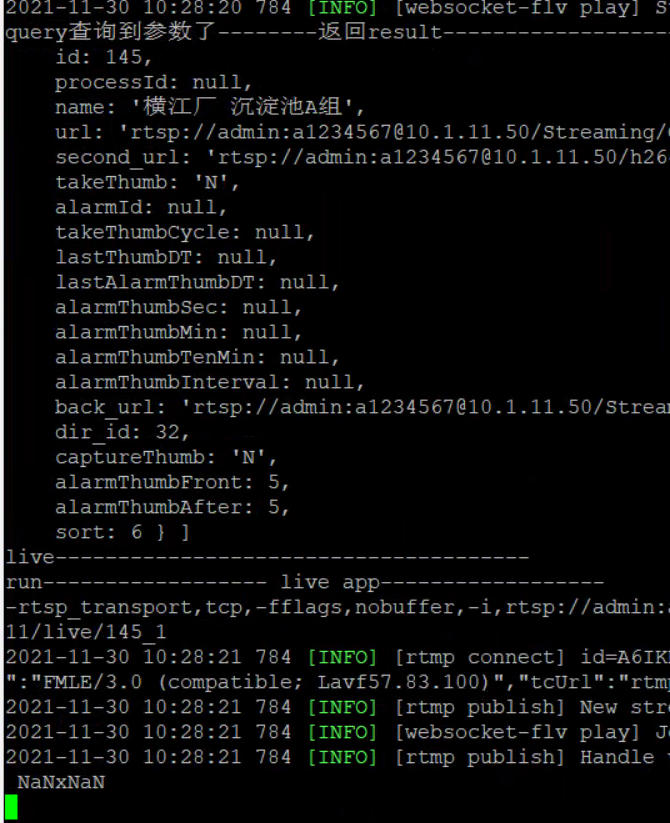 2021-11-30 10:28:20 784 [INFO] [websocket-flv play] S
query查询到参数了--------返回result-------------------
id: 145,
processId: null,
name: '横江厂 沉淀池A组',
url: 'rtsp://admin:a1234567@10.1.11.50/Streaming/
second_url: 'rtsp://admin:a1234567@10.1.11.50/h26
takeThumb: 'N',
alarmId: null,
takeThumbCycle: null,
lastThumbDT: null,
lastAlarmThumbDT: null,
alarmThumbSec: null,
alarmThumbMin: null,
alarmThumbTenMin: null,
alarmThumbInterval: null,
back_url: 'rtsp://admin:a1234567@10.1.11.50/Strea
dir_id: 32,
captureThumb: 'N',
alarmThumbFront: 5,
alarmThumbAfter: 5,
sort: 6 } ]
live--------------------------------------
run------------------ live app------------------
-rtsp_transport,tcp,-fflags,nobuffer,-i,rtsp://admin:
11/live/145_1
2021-11-30 10:28:21 784 [INFO] [rtmp connect] id=A6IK
":"FMLE/3.0 (compatible; Lavf57.83.100)","tcUrl":"rtm
2021-11-30 10:28:21 784 [INFO] [rtmp publish] New str
2021-11-30 10:28:21 784 [INFO] [websocket-flv play] J
2021-11-30 10:28:21 784 [INFO] [rtmp publish] Handle
NaNxNaN